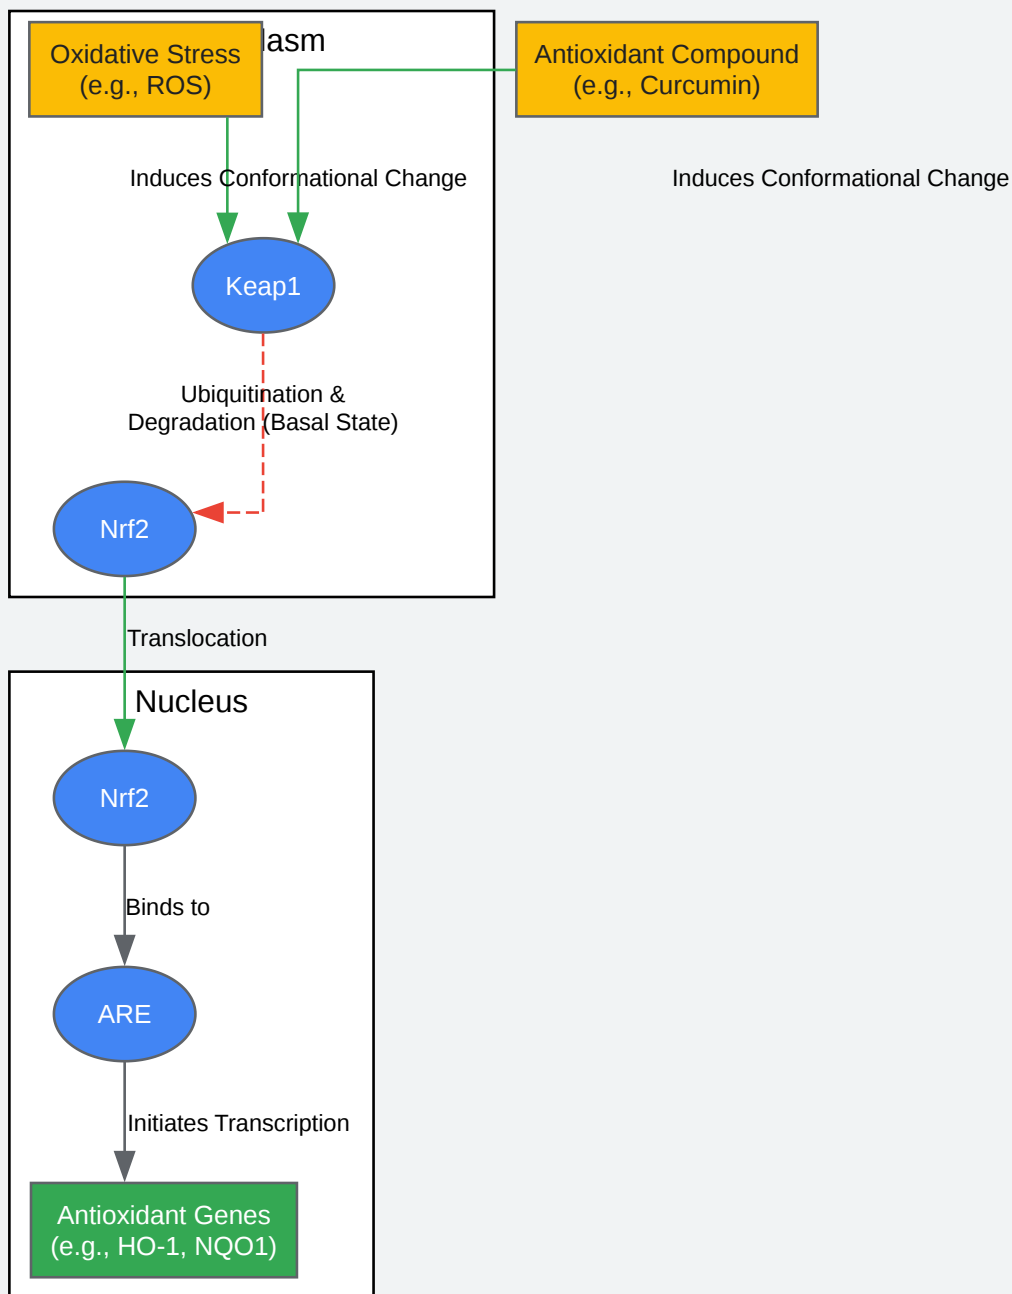 Oxidative Stress
(e.g., ROS)
Antioxidant Compound
(e.g., Curcumin)
Induces Conformational Change
Induces Conformational Change
Keap1
Ubiquitination &
Degradation (Basal State)
Nrf2
Translocation
Nucleus
Nrf2
Binds to
ARE
Initiates Transcription
Antioxidant Genes
(e.g., HO-1, NQO1)